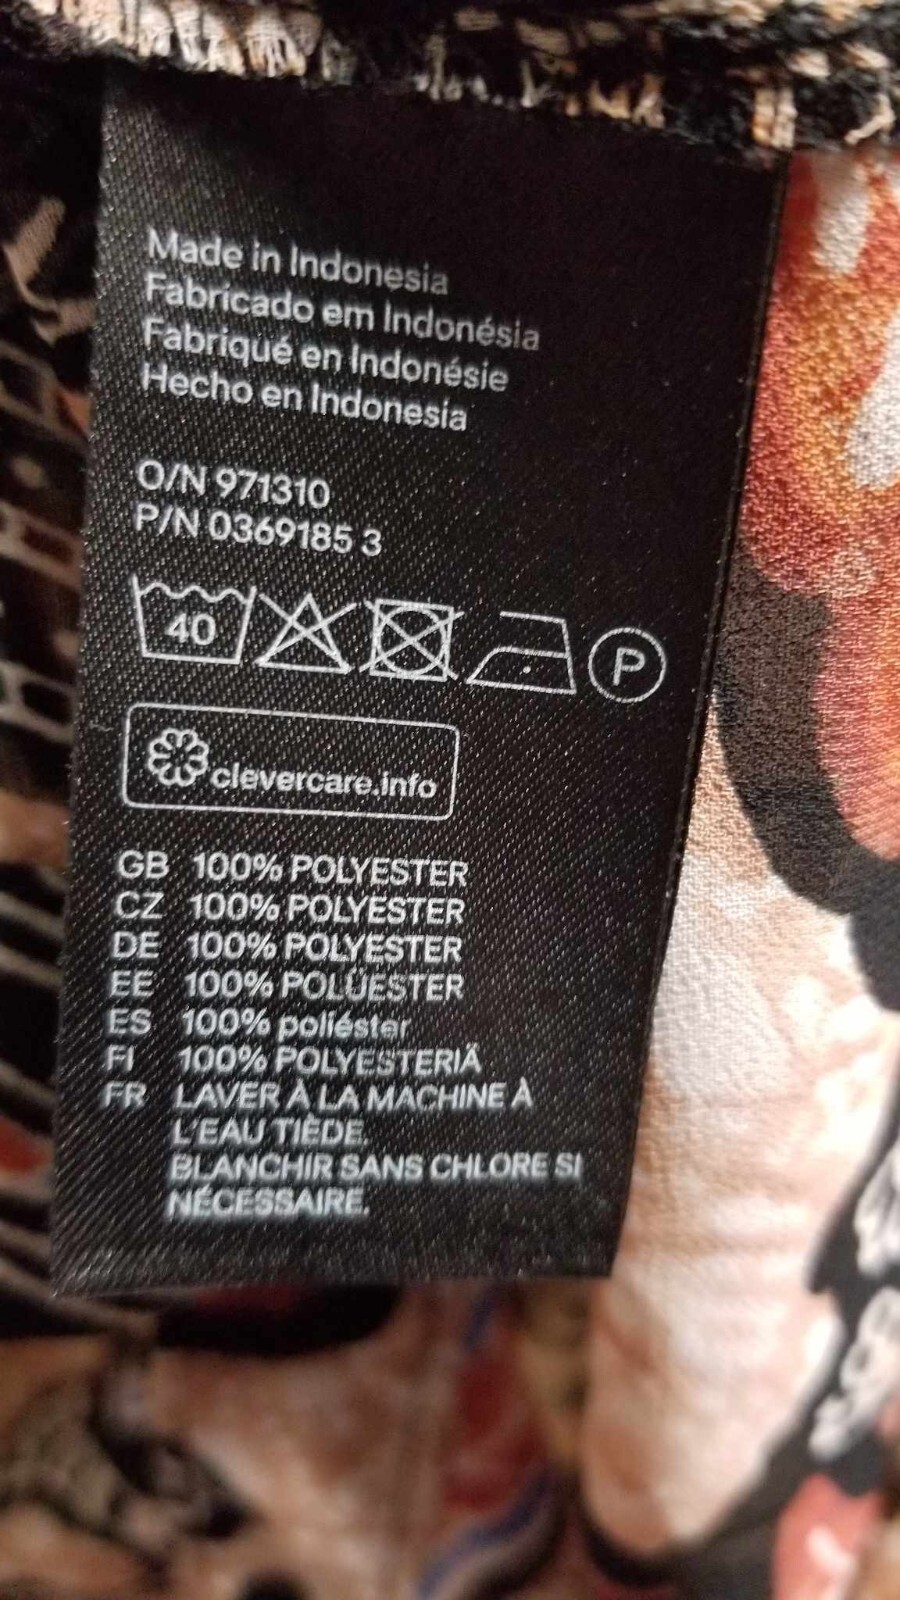 Made in Indonesia
Fabricado em Indonésia
Fabriqué en Indonésie
Hecho en Indonesia
O/N 971310
P/N 0369185 3
40
P
clevercare.info
GB 100% POLYESTER
CZ 100% POLYESTER
DE 100% POLYESTER
EE 100% POLÜESTER
ES 100% poliéster
FI 100% POLYESTERIÄ
FR LAVER À LA MACHINE À
L'EAU TIÈDE.
BLANCHIR SANS CHLORE SI
NÉCESSAIRE.